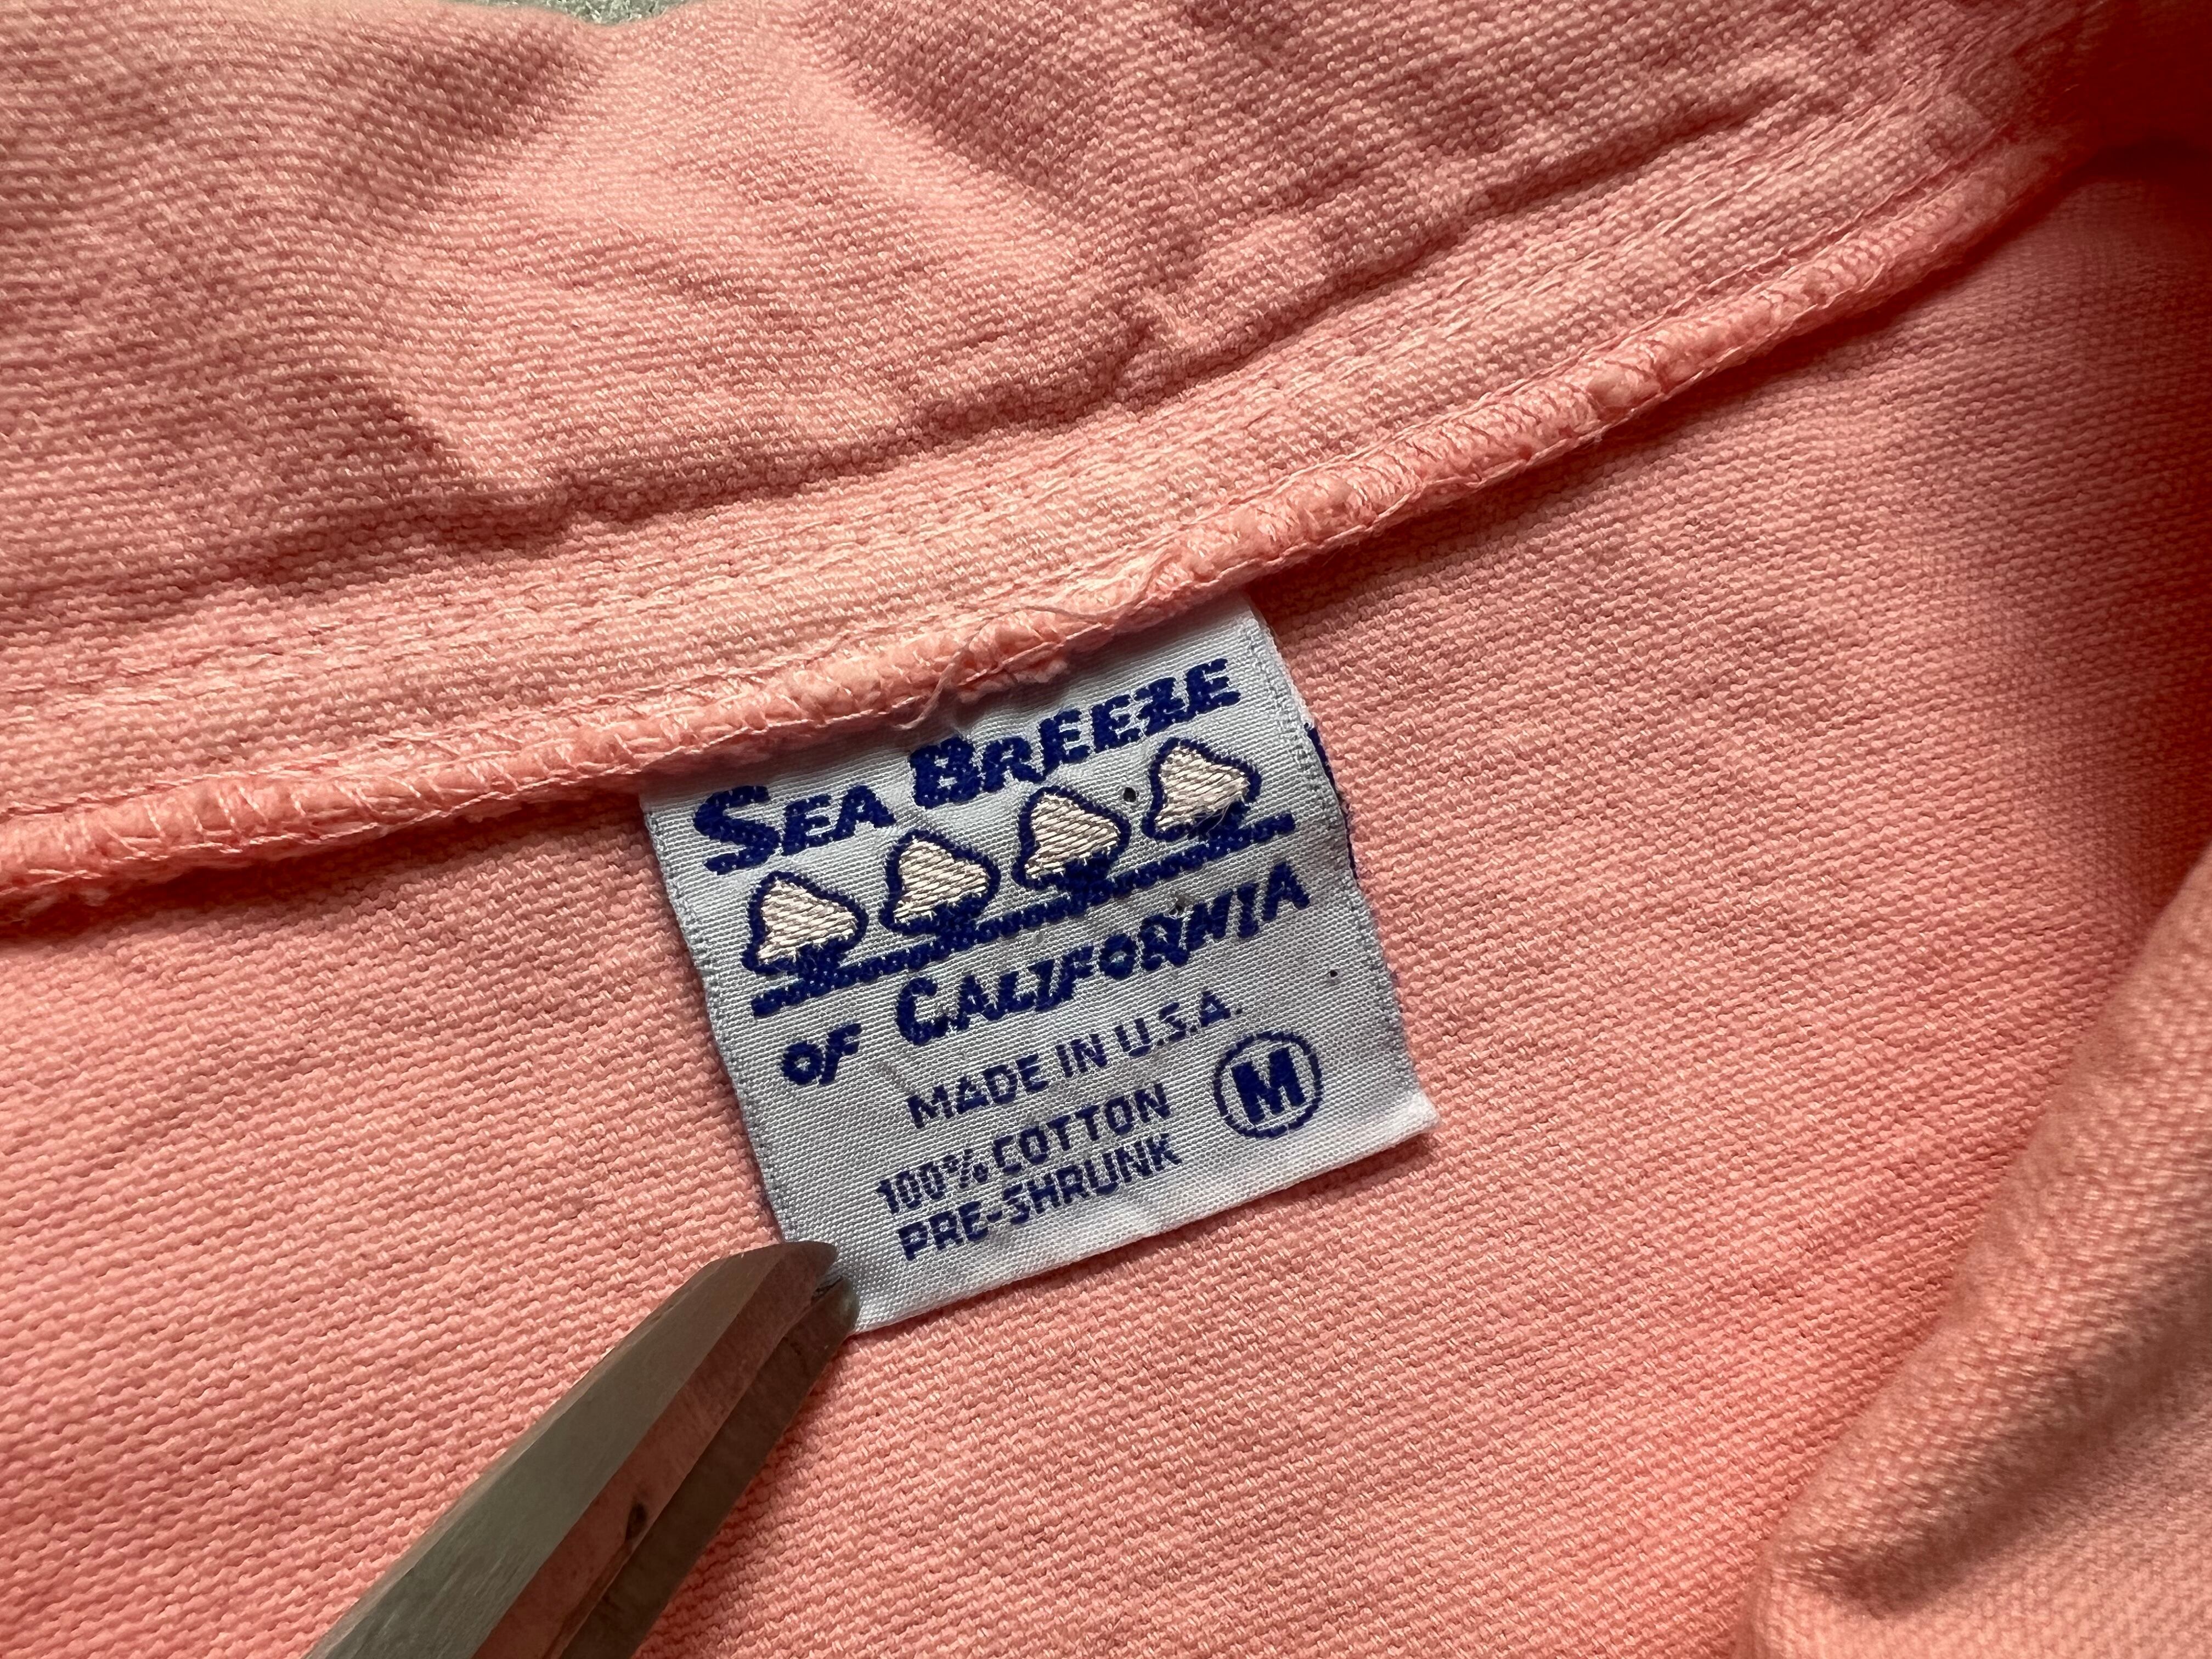 SEA BREEZE
OF CALIFORNIA
MADE IN U.S.A.
100% COTTON
PRE-SHRUNK
M